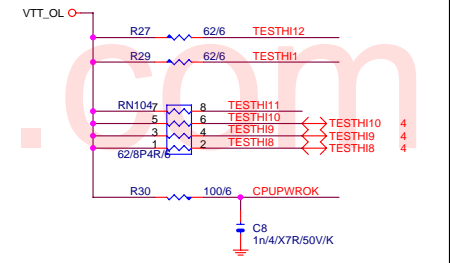 VTT_OL
R27 62/6 TESTHI12
R29 62/6 TESTHI1
RN104 7 8 TESTHI11
5 6 TESTHI10 TESTHI10 4
3 4 TESTHI9 TESTHI9 4
1 2 TESTHI8 TESTHI8 4
62/8P4R/6
R30 100/6 CPUPWROK
C8
1n/4/X7R/50V/K
.com